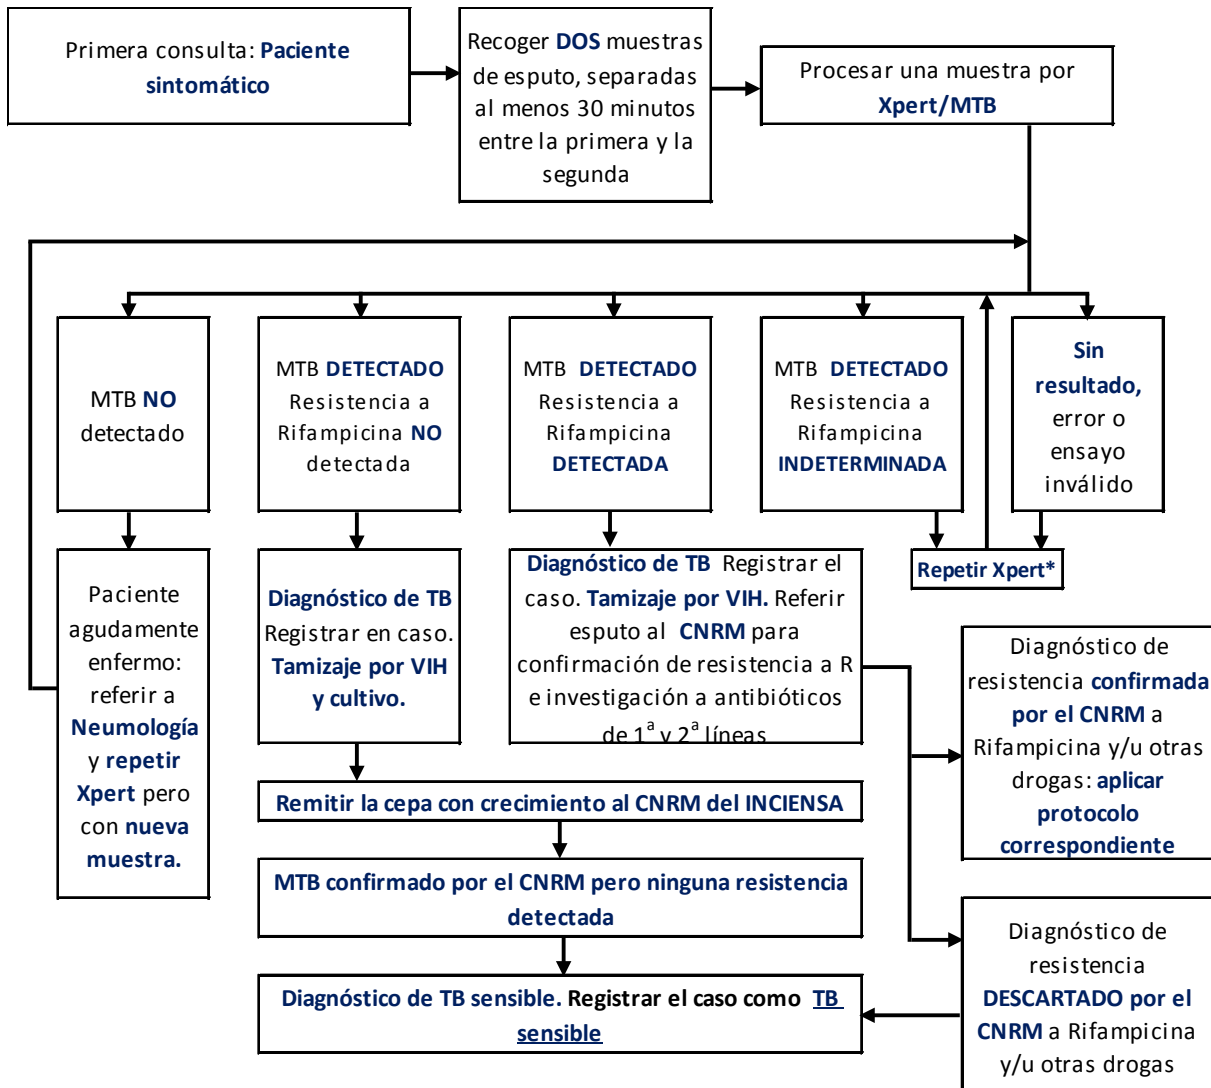 Primera consulta: Paciente
sintomático
Recoger DOS muestras
de esputo, separadas
al menos 30 minutos
entre la primera y la
segunda
Procesar una muestra por
Xpert/MTB
MTB NO
detectado
MTB DETECTADO
Resistencia a
Rifampicina NO
detectada
MTB DETECTADO
Resistencia a
Rifampicina
DETECTADA
MTB DETECTADO
Resistencia a
Rifampicina
INDETERMINADA
Sin
resultado,
error o
ensayo
inválido
Paciente
agudamente
enfermo:
referir a
Neumología
y repetir
Xpert pero
con nueva
muestra.
Diagnóstico de TB
Registrar en caso.
Tamizaje por VIH
y cultivo.
Diagnóstico de TB Registrar el
caso. Tamizaje por VIH. Referir
esputo al CNRM para
confirmación de resistencia a R
e investigación a antibióticos
de 1ª y 2ª líneas
Repetir Xpert*
Diagnóstico de
resistencia confirmada
por el CNRM a
Rifampicina y/u otras
drogas: aplicar
protocolo
correspondiente
Remitir la cepa con crecimiento al CNRM del INCIENSA
MTB confirmado por el CNRM pero ninguna resistencia
detectada
Diagnóstico de TB sensible. Registrar el caso como TB
sensible
Diagnóstico de
resistencia
DESCARTADO por el
CNRM a Rifampicina
y/u otras drogas